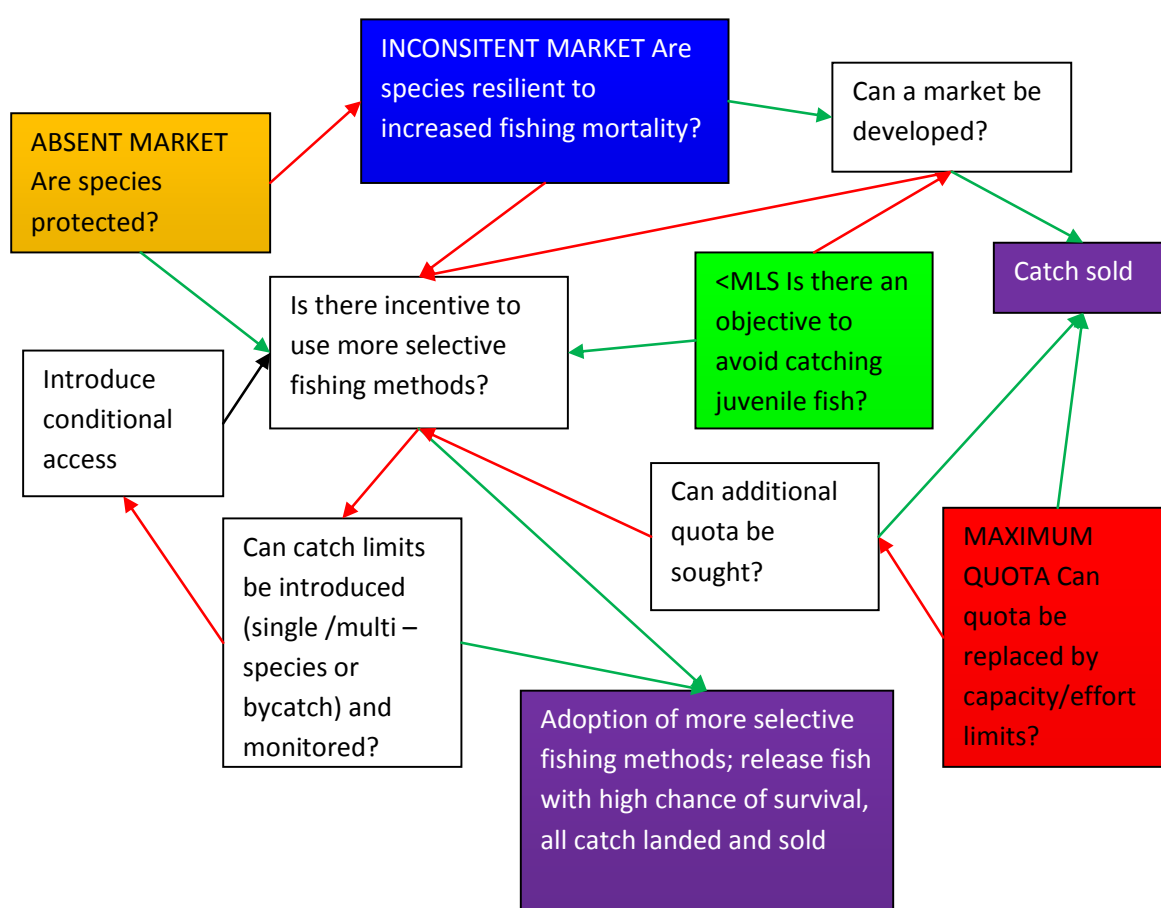 INCONSITENT MARKET Are
species resilient to
increased fishing mortality?
Can a market be
developed?
ABSENT MARKET
Are species
protected?
Catch sold
<MLS Is there an
objective to
avoid catching
juvenile fish?
Is there incentive to
use more selective
fishing methods?
Introduce
conditional
access
Can additional
quota be
sought?
Can catch limits
be introduced
(single /multi –
species or
bycatch) and
monitored?
MAXIMUM
QUOTA Can
quota be
replaced by
capacity/effort
limits?
Adoption of more selective
fishing methods; release fish
with high chance of survival,
all catch landed and sold